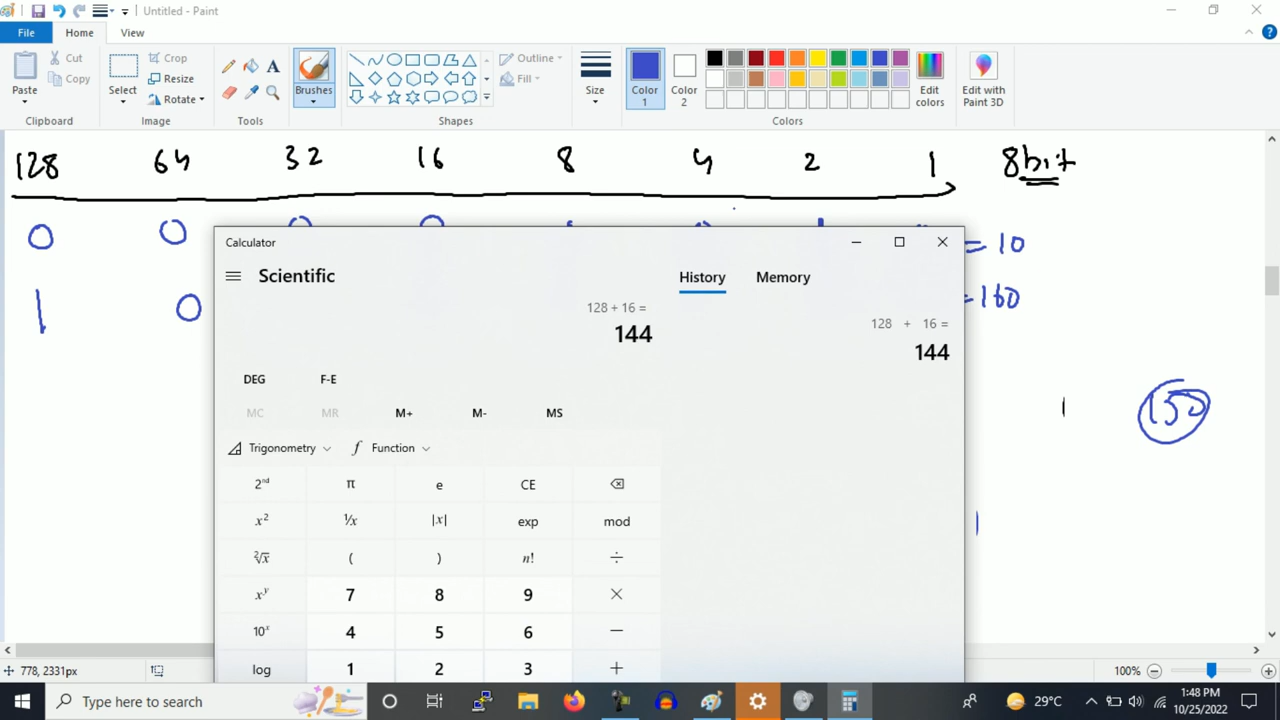 Untitled - Paint
File Home View
Paste Cut Copy Clipboard
Select Crop Resize Rotate Image
Tools
Brushes
Outline Fill Shapes
Size
Color 1 Color 2 Edit colors Colors
Edit with Paint 3D
128 64 32 16 8 4 2 1 8bit
0 0 = 10
1 0 = 160
150
Calculator
Scientific
History Memory
128 + 16 =
144
128 + 16 =
144
DEG F-E
MC MR M+ M- MS
Trigonometry f Function
2nd π e CE
x² ¹/x |x| exp mod
²√x ( ) n! ÷
xʸ 7 8 9 ×
10ˣ 4 5 6 −
log 1 2 3 +
778, 2331px 100%
Type here to search 29°C 1:48 PM
10/25/2022